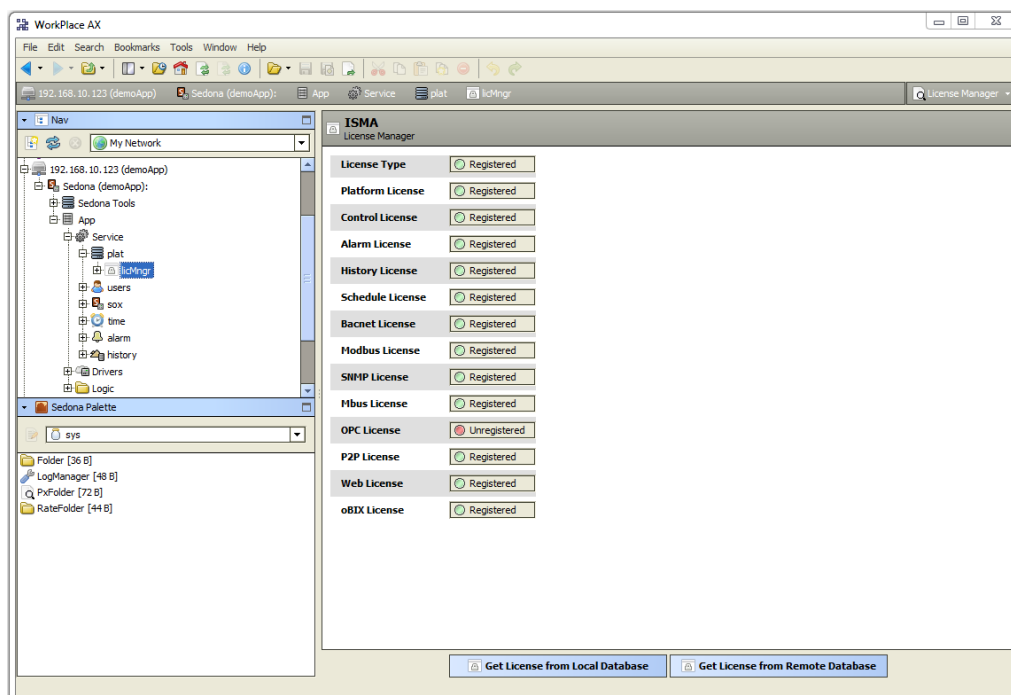 WorkPlace AX
File Edit Search Bookmarks Tools Window Help
192.168.10.123 (demoApp) Sedona (demoApp): App Service plat licMngr License Manager
Nav
My Network
192.168.10.123 (demoApp)
Sedona (demoApp):
Sedona Tools
App
Service
plat
licMngr
users
sox
time
alarm
history
Drivers
Logic
Sedona Palette
sys
Folder [36 B]
LogManager [48 B]
PxFolder [72 B]
RateFolder [44 B]
ISMA
License Manager
License Type Registered
Platform License Registered
Control License Registered
Alarm License Registered
History License Registered
Schedule License Registered
Bacnet License Registered
Modbus License Registered
SNMP License Registered
Mbus License Registered
OPC License Unregistered
P2P License Registered
Web License Registered
oBIX License Registered
Get License from Local Database Get License from Remote Database